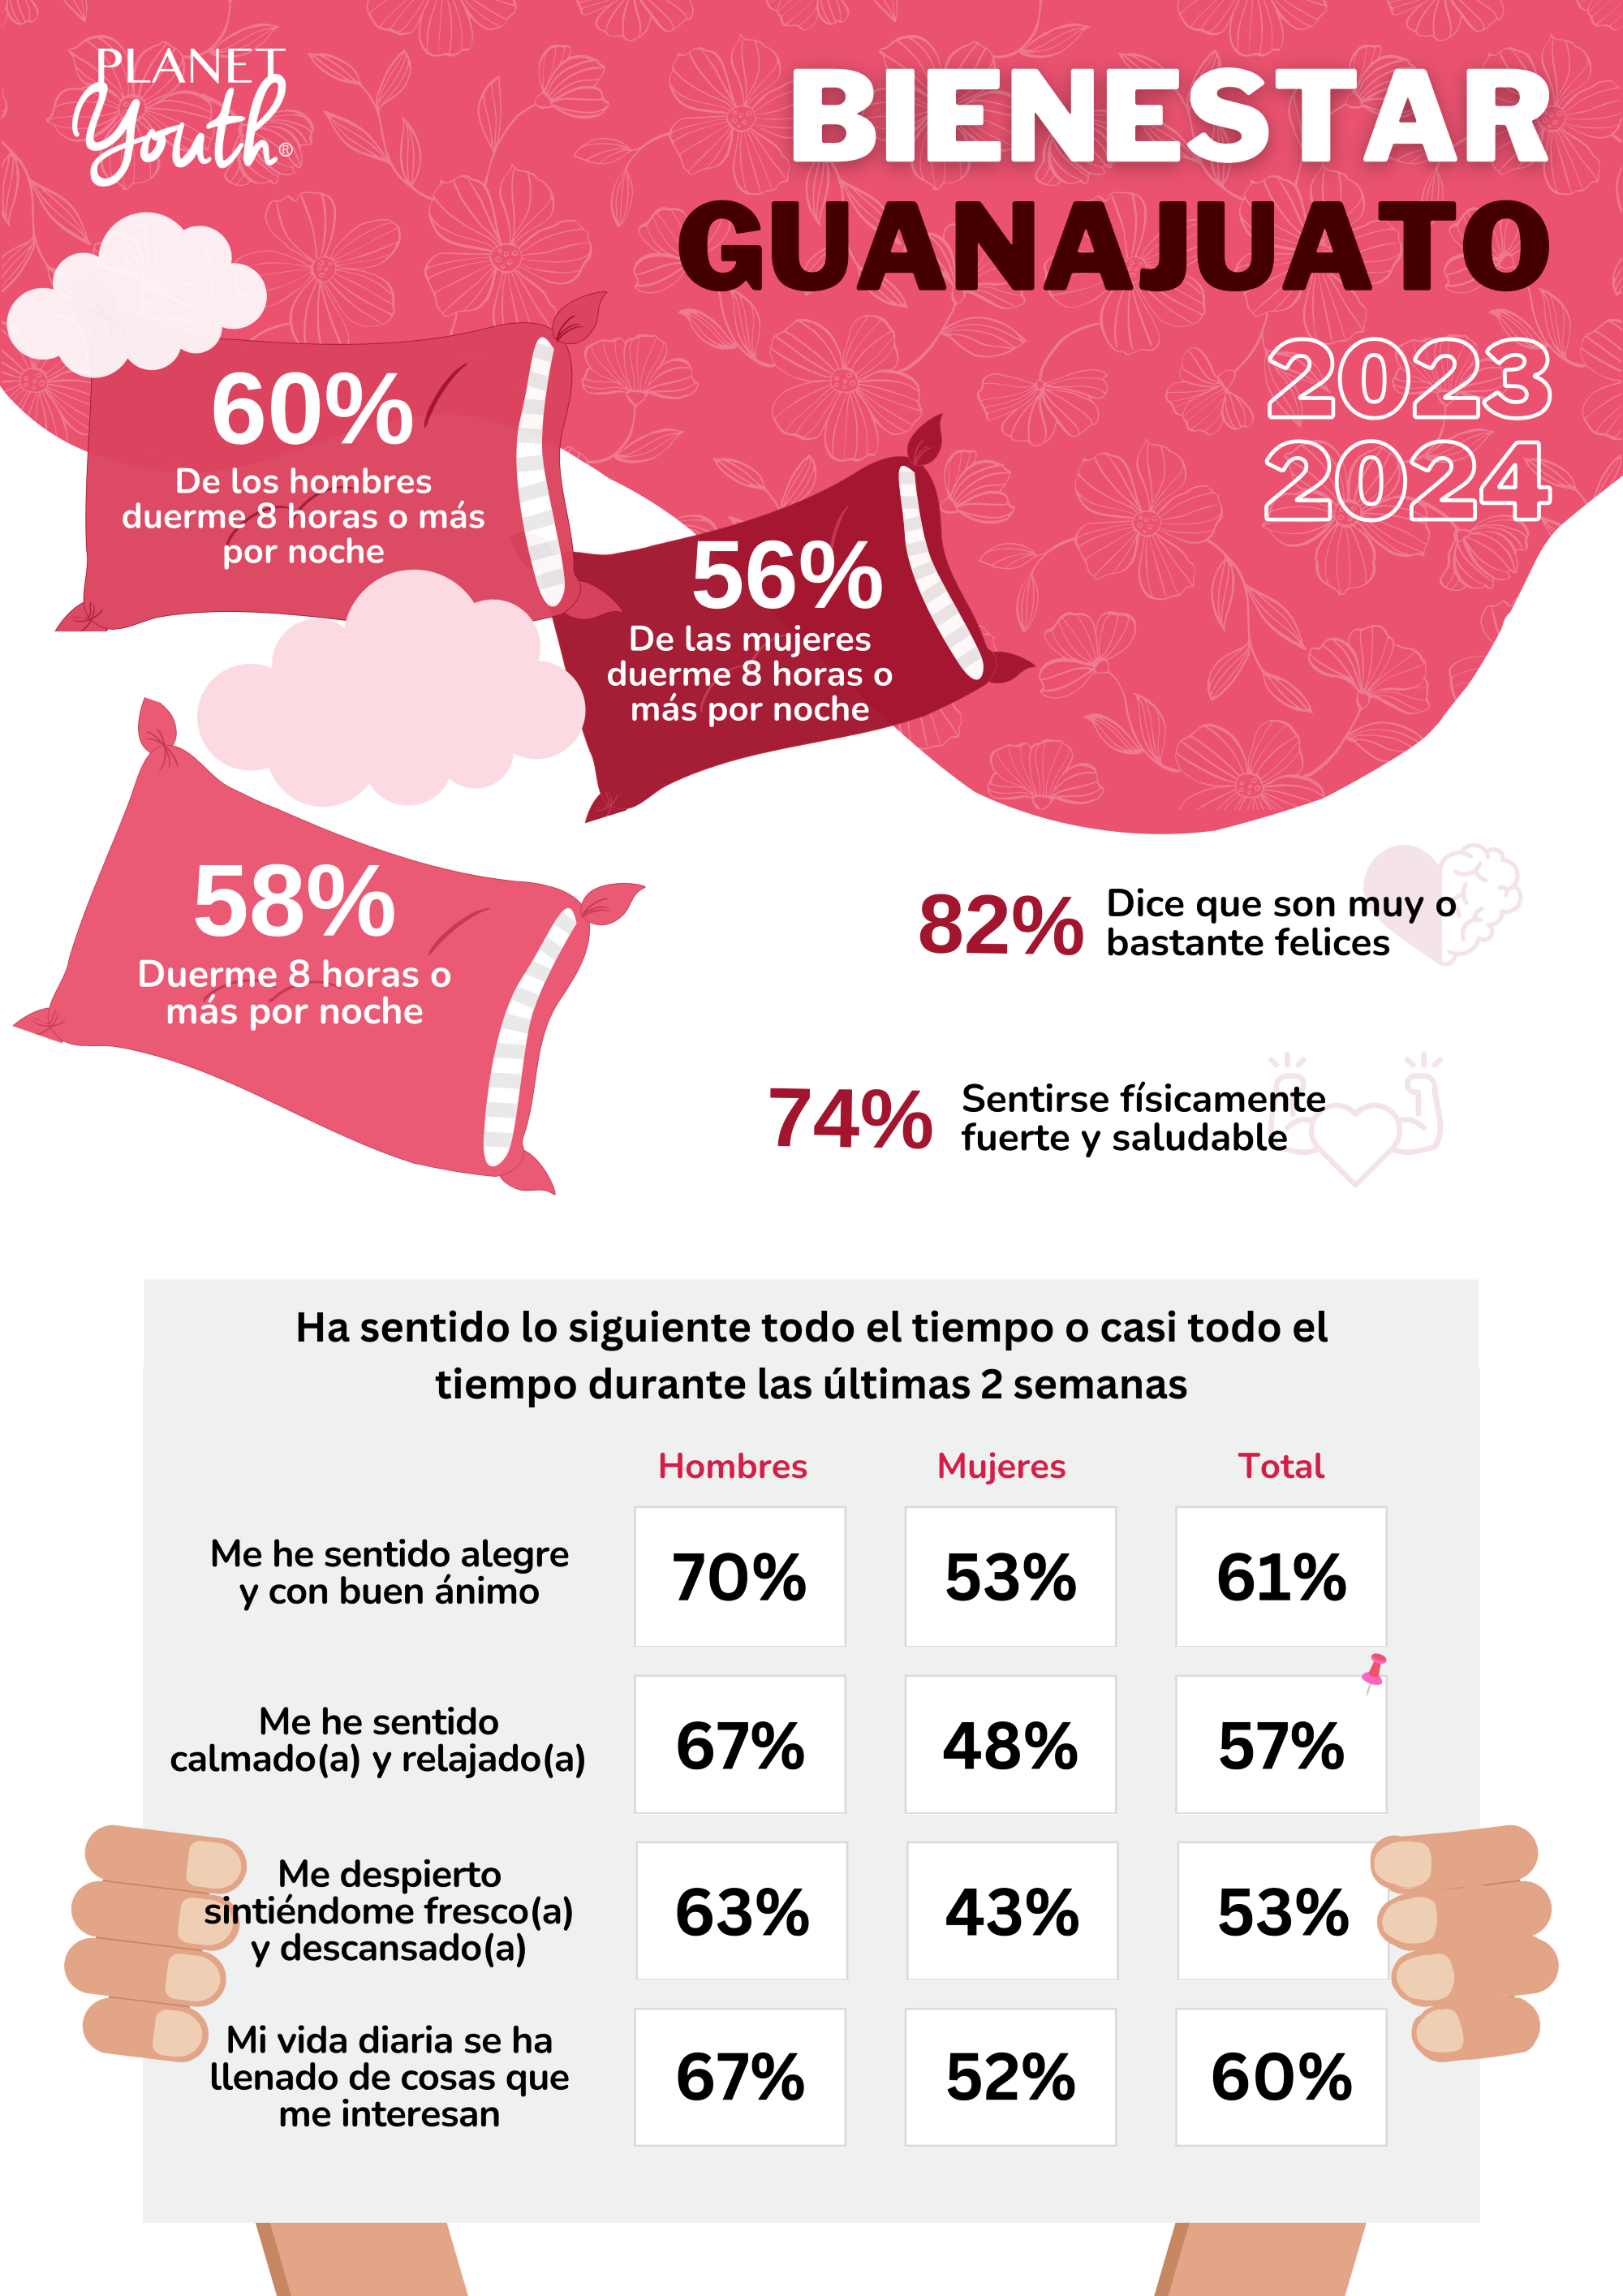 PLANET
Youth®
BIENESTAR
GUANAJUATO
2023
2024
60%
De los hombres
duerme 8 horas o más
por noche
56%
De las mujeres
duerme 8 horas o
más por noche
58%
Duerme 8 horas o
más por noche
82%
Dice que son muy o
bastante felices
74%
Sentirse físicamente
fuerte y saludable
Ha sentido lo siguiente todo el tiempo o casi todo el
tiempo durante las últimas 2 semanas
Hombres Mujeres Total
Me he sentido alegre
y con buen ánimo
70% 53% 61%
Me he sentido
calmado(a) y relajado(a)
67% 48% 57%
Me despierto
sintiéndome fresco(a)
y descansado(a)
63% 43% 53%
Mi vida diaria se ha
llenado de cosas que
me interesan
67% 52% 60%